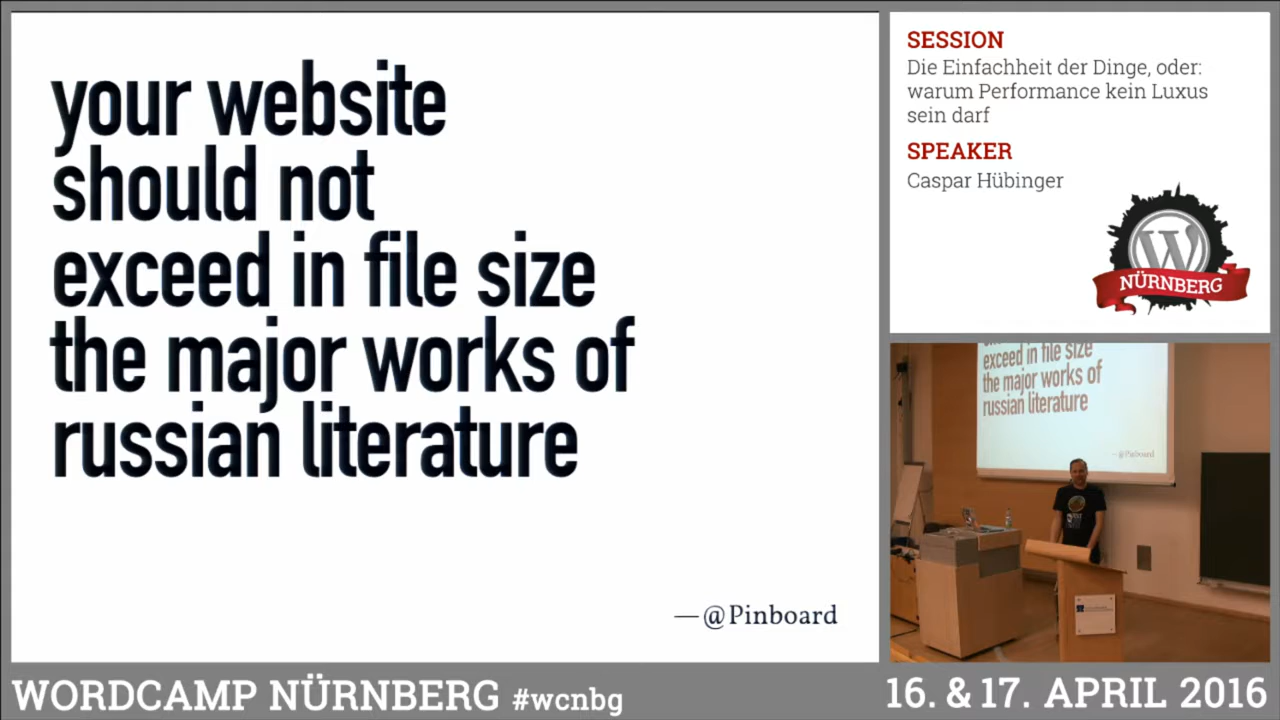 your website
should not
exceed in file size
the major works of
russian literature
—@Pinboard
SESSION
Die Einfachheit der Dinge, oder:
warum Performance kein Luxus
sein darf
SPEAKER
Caspar Hübinger
W
NÜRNBERG
exceed in file size
the major works of
russian literature
—@Pinboard
WORDCAMP NÜRNBERG #wcnbg
16. & 17. APRIL 2016